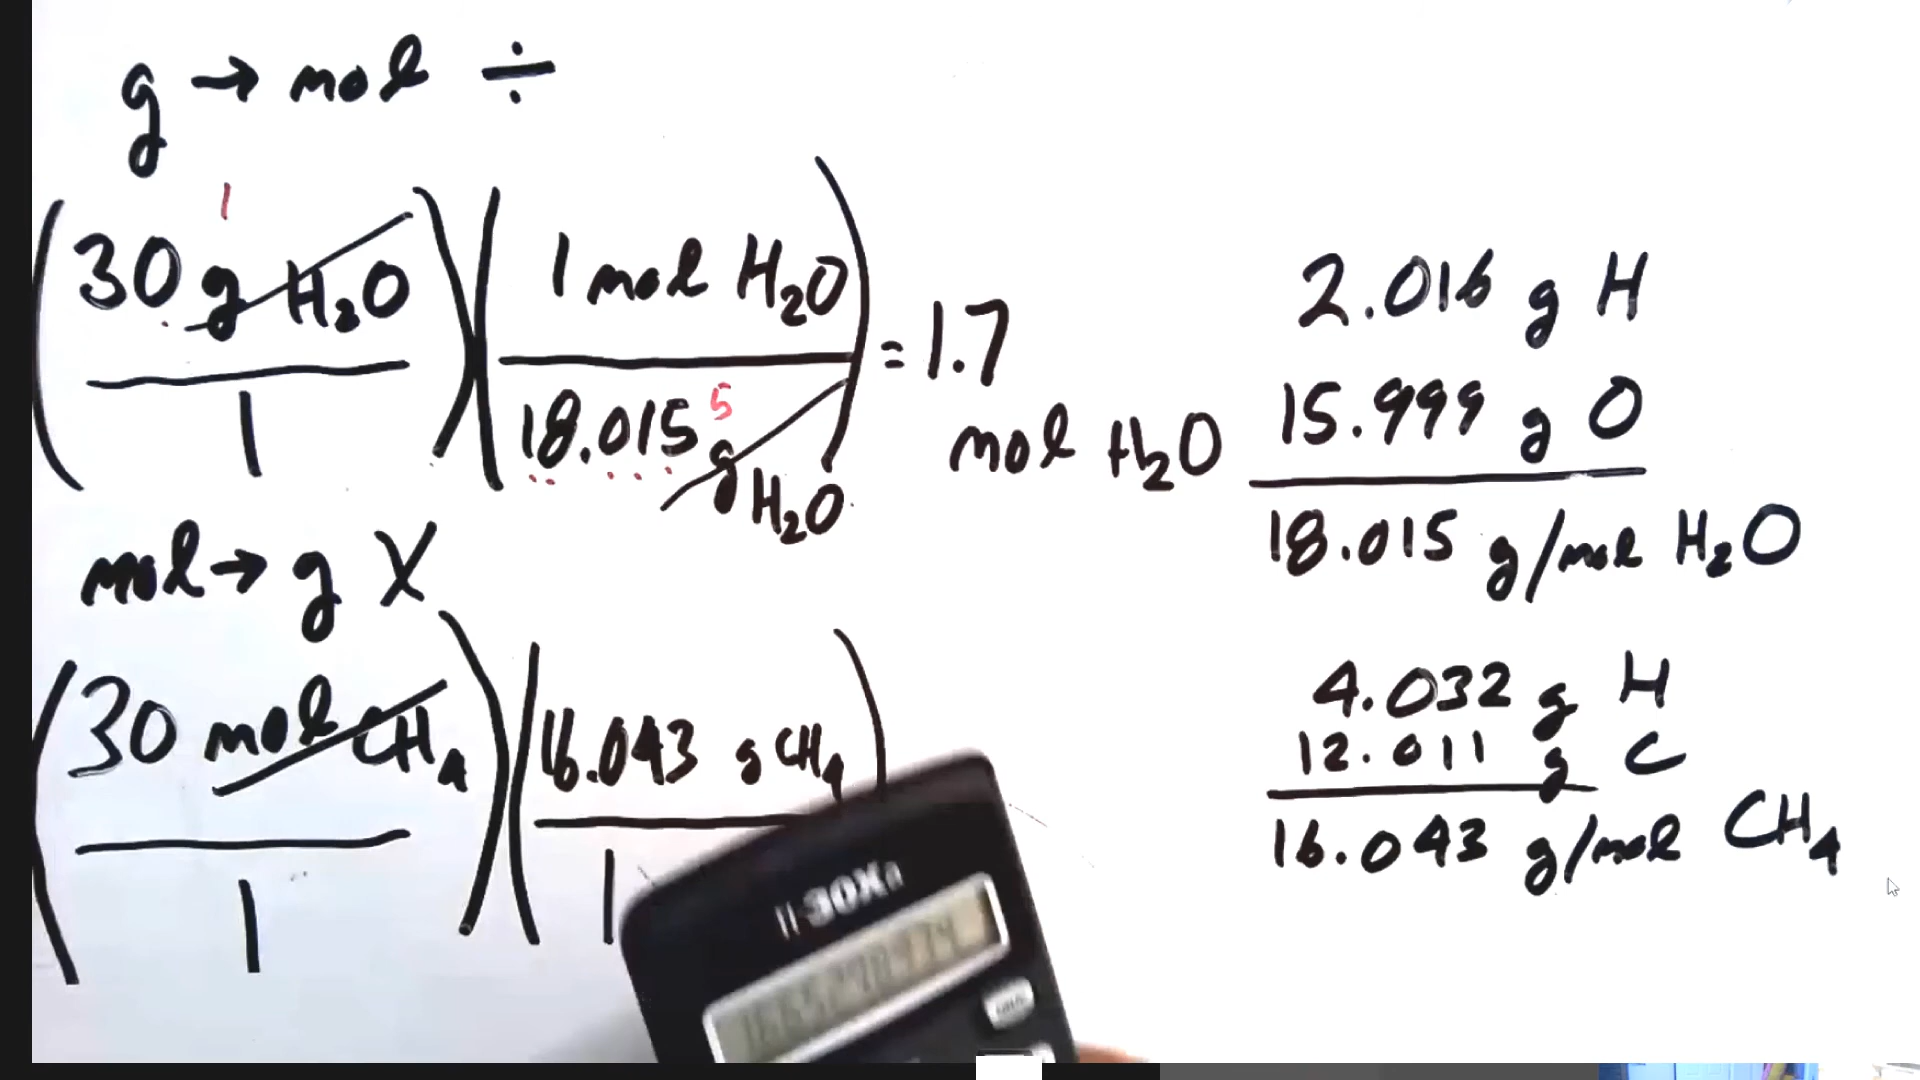 g → mol ÷
1
(30 g H₂O / 1)(1 mol H₂O / 18.015 g H₂O) = 1.7 mol H₂O
5
2.016 g H
15.999 g O
18.015 g/mol H₂O
mol → g X
(30 mol CH₄ / 1)(16.043 g CH₄ / 1
4.032 g H
12.011 g C
16.043 g/mol CH₄
30X